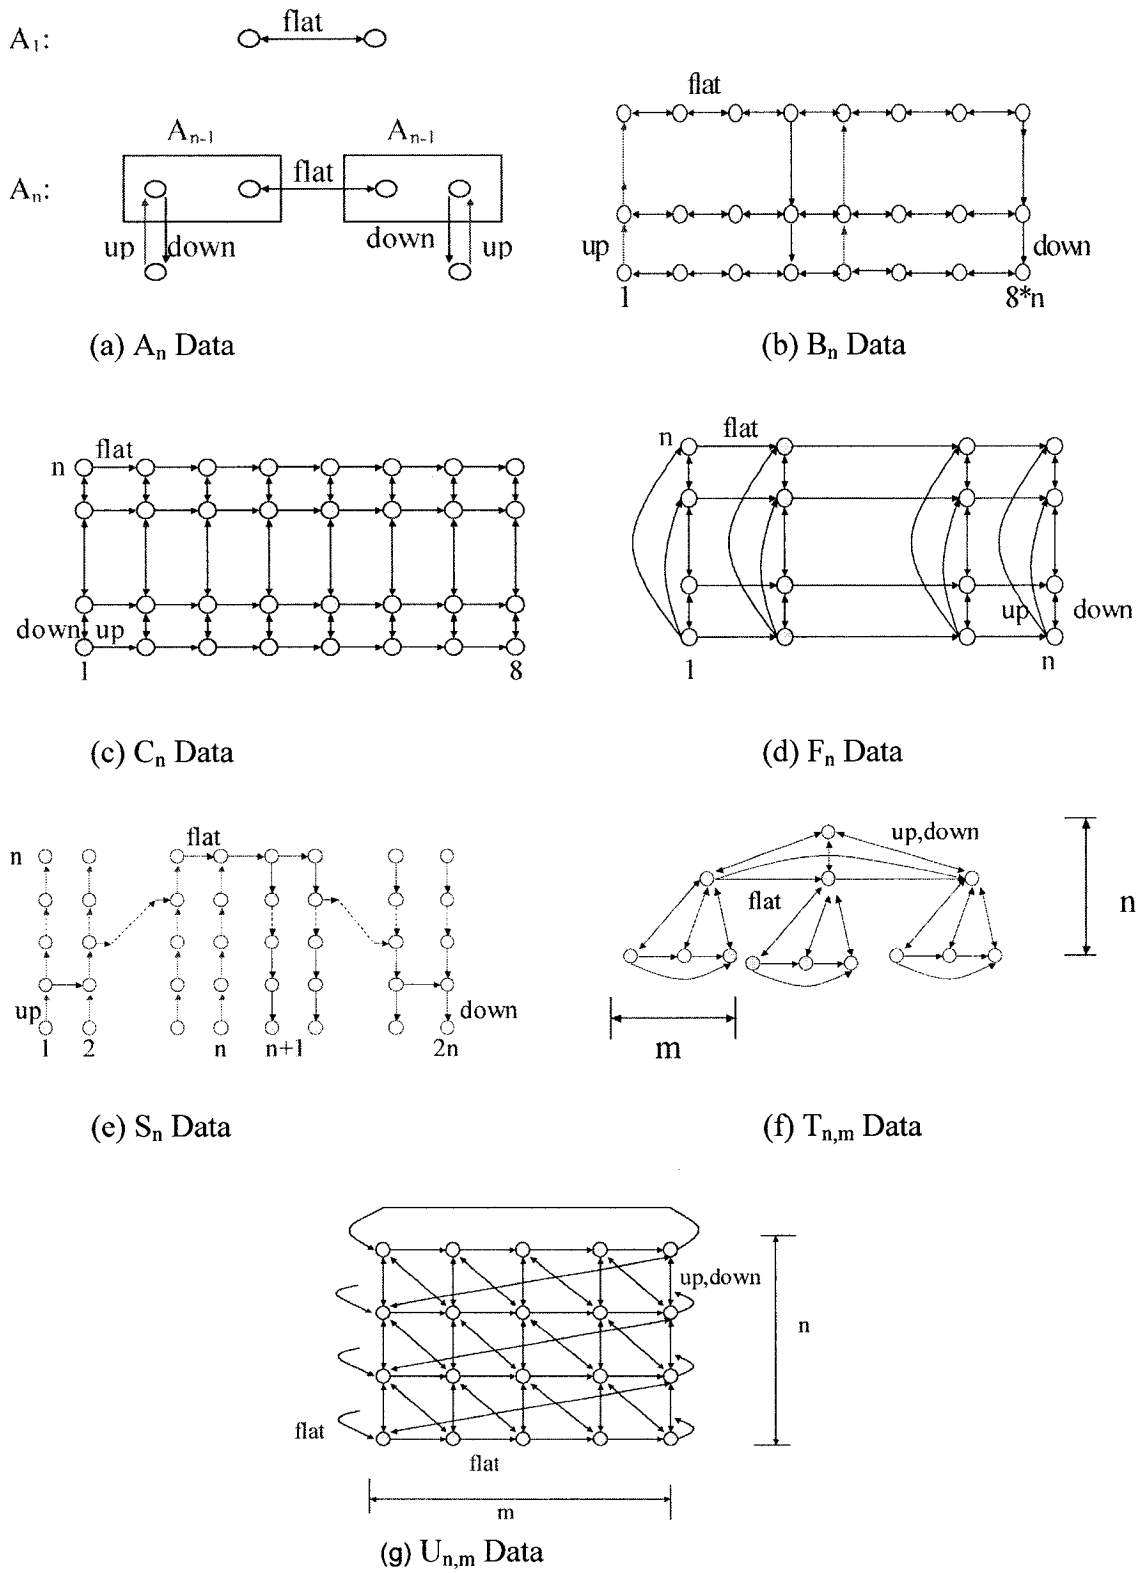 A₁:
flat
Aₙ:
Aₙ₋₁
Aₙ₋₁
flat
up
down
down
up
(a) Aₙ Data
flat
up
down
1
8*n
(b) Bₙ Data
flat
n
down
up
1
8
(c) Cₙ Data
n
flat
up
down
1
n
(d) Fₙ Data
flat
n
up
down
1
2
n
n+1
2n
(e) Sₙ Data
up,down
flat
n
m
(f) Tₙ,ₘ Data
up,down
n
flat
flat
m
(g) Uₙ,ₘ Data